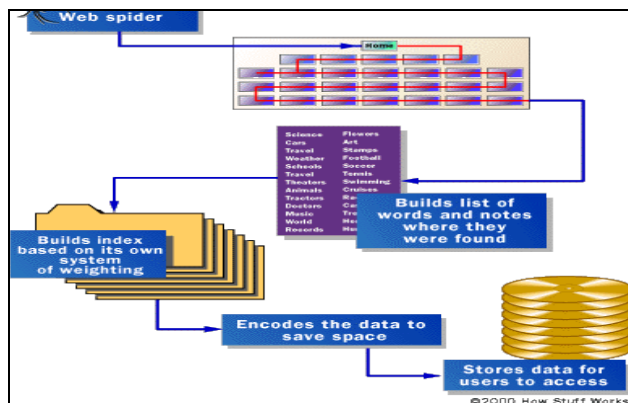 Web spider
Home
Science Flowers
Cars Art
Travel Stamps
Weather Football
Schools Soccer
Travel Tennis
Theaters Swimming
Animals Cruises
Tractors
Doctors
Music
World
Records
Builds list of
words and notes
where they
were found
Builds index
based on its own
system
of weighting
Encodes the data to
save space
Stores data for
users to access
©2000 How Stuff Works